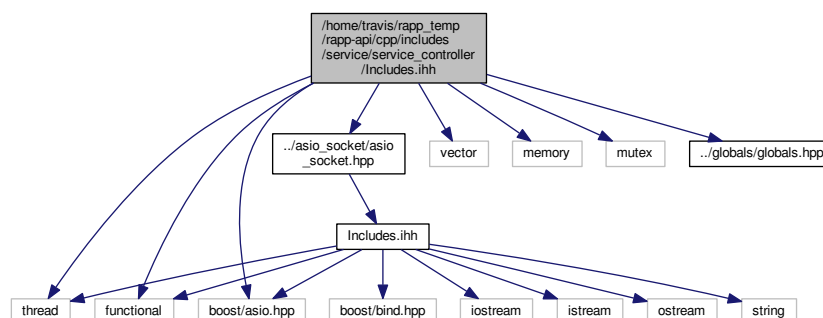 /home/travis/rapp_temp
/rapp-api/cpp/includes
/service/service_controller
/Includes.ihh
../asio_socket/asio
_socket.hpp
vector
memory
mutex
../globals/globals.hpp
Includes.ihh
thread
functional
boost/asio.hpp
boost/bind.hpp
iostream
istream
ostream
string